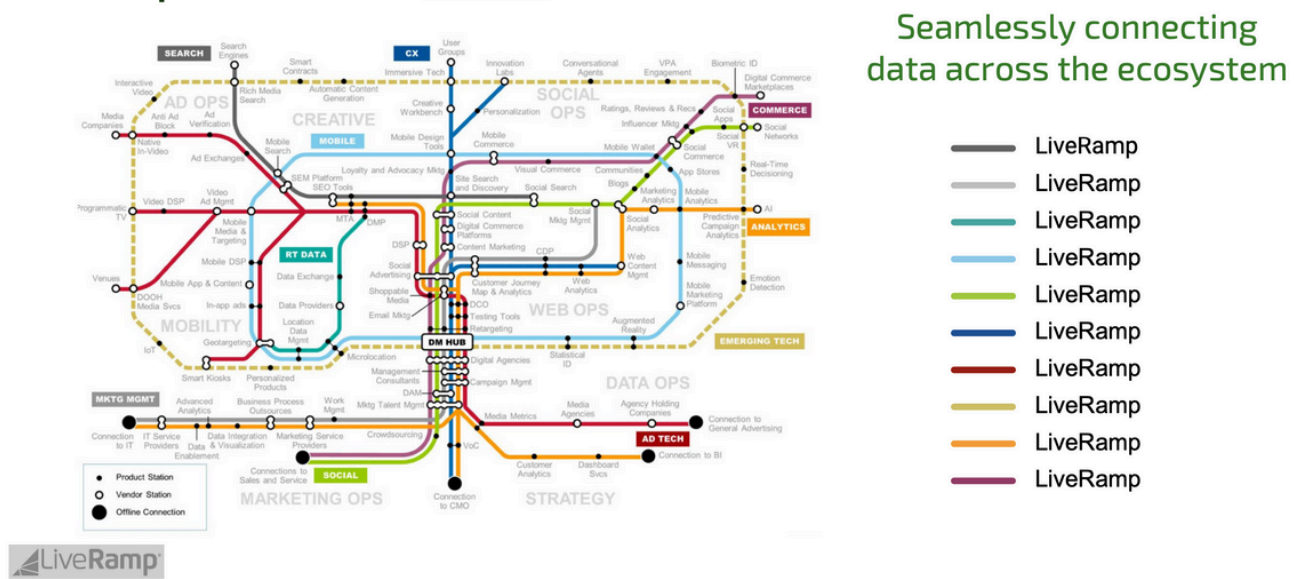 Seamlessly connecting
data across the ecosystem
LiveRamp
LiveRamp
LiveRamp
LiveRamp
LiveRamp
LiveRamp
LiveRamp
LiveRamp
LiveRamp
LiveRamp
SEARCH
Search
Engines
CX
User
Groups
Interactive
Video
Smart
Contracts
Immersive Tech
Innovation
Labs
Conversational
Agents
VPA
Engagement
Biometric ID
Digital Commerce
Marketplaces
AD OPS
Rich Media
Search
Automatic Content
Generation
Creative
Workbench
Personalization
SOCIAL
OPS
Ratings, Reviews & Recs
Influencer Mktg
Social
Apps
COMMERCE
Media
Companies
Anti Ad
Block
Ad
Verification
CREATIVE
Native
In-Video
Ad Exchanges
Mobile
Search
MOBILE
Mobile Design
Tools
Mobile
Commerce
Mobile Wallet
Social
Commerce
Social
VR
Social
Networks
Loyalty and Advocacy Mktg
Visual Commerce
Communities
App Stores
Real-Time
Decisioning
SEM Platform
SEO Tools
Site Search
and Discovery
Social Search
Blogs
Marketing
Analytics
Mobile
Analytics
Programmatic
TV
Video DSP
Video
Ad Mgmt
MTA
DMP
Social Content
Digital Commerce
Platforms
Content Marketing
Social
Mktg Mgmt
Social
Analytics
Predictive
Campaign
Analytics
AI
ANALYTICS
Mobile
Media &
Targeting
RT DATA
DSP
CDP
Mobile DSP
Data Exchange
Social
Advertising
Customer Journey
Map & Analytics
Web
Analytics
Web
Content
Mgmt
Mobile
Messaging
Venues
Mobile App & Content
Shoppable
Media
Emotion
Detection
DOOH
Media Svcs
In-app ads
Data Providers
Email Mktg
DCO
Testing Tools
Retargeting
WEB OPS
Mobile
Marketing
Platform
MOBILITY
Location
Data
Mgmt
Augmented
Reality
IoT
Geotargeting
DM HUB
EMERGING TECH
Smart Kiosks
Personalized
Products
Microlocation
Digital Agencies
Statistical
ID
Management
Consultants
Campaign Mgmt
DATA OPS
MKTG MGMT
Advanced
Analytics
Business Process
Outsources
Work
Mgmt
DAM
Mktg Talent Mgmt
Media Metrics
Media
Agencies
Agency Holding
Companies
Connection to
General Advertising
Connection
to IT
IT Service
Providers
Data
Enablement
Data Integration
& Visualization
Marketing Service
Providers
Crowdsourcing
VoC
AD TECH
Connection to BI
Connections to
Sales and Service
SOCIAL
Customer
Analytics
Dashboard
Svcs
MARKETING OPS
Connection
to CMO
STRATEGY
Product Station
Vendor Station
Offline Connection
LiveRamp